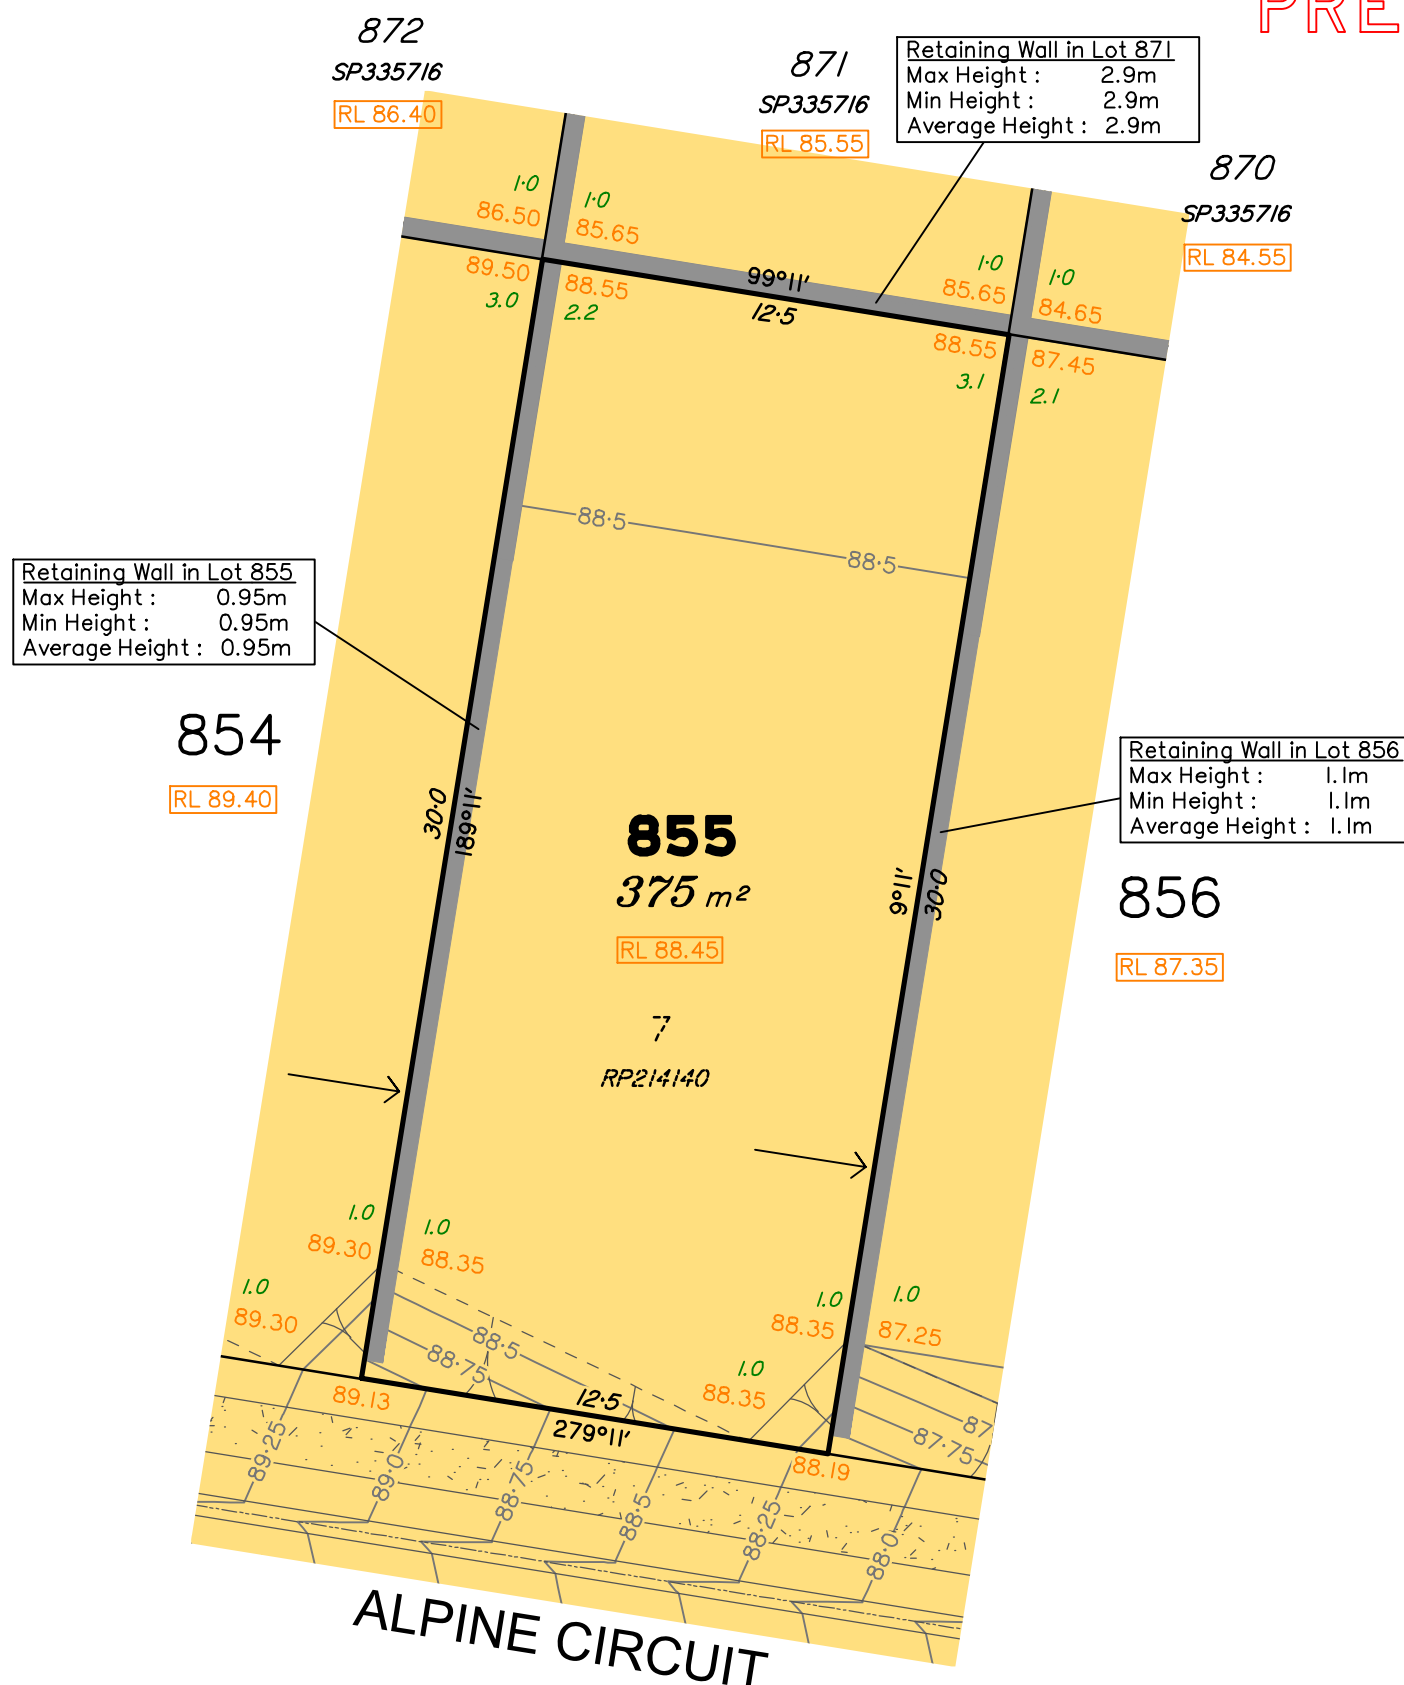 PRE
872
SP335716
RL 86.40
871
SP335716
RL 85.55
Retaining Wall in Lot 871
Max Height : 2.9m
Min Height : 2.9m
Average Height : 2.9m
870
SP335716
RL 84.55
1·0
86.50
1·0
85.65
89.50
3.0
88.55
2.2
99°11'
12·5
1·0
85.65
1·0
84.65
88.55
3.1
87.45
2.1
88·5
88·5
Retaining Wall in Lot 855
Max Height : 0.95m
Min Height : 0.95m
Average Height : 0.95m
854
RL 89.40
30·0
189°11'
855
375 m²
RL 88.45
7
RP214140
9°11'
30·0
Retaining Wall in Lot 856
Max Height : 1.1m
Min Height : 1.1m
Average Height : 1.1m
856
RL 87.35
1.0
89.30
1.0
88.35
1.0
89.30
1.0
88.35
1.0
87.25
1.0
88.35
88·5
88·75
87·75
87
89.13
12·5
279°11'
88.19
89·25
89·0
88·75
88·5
88·25
88·0
ALPINE CIRCUIT